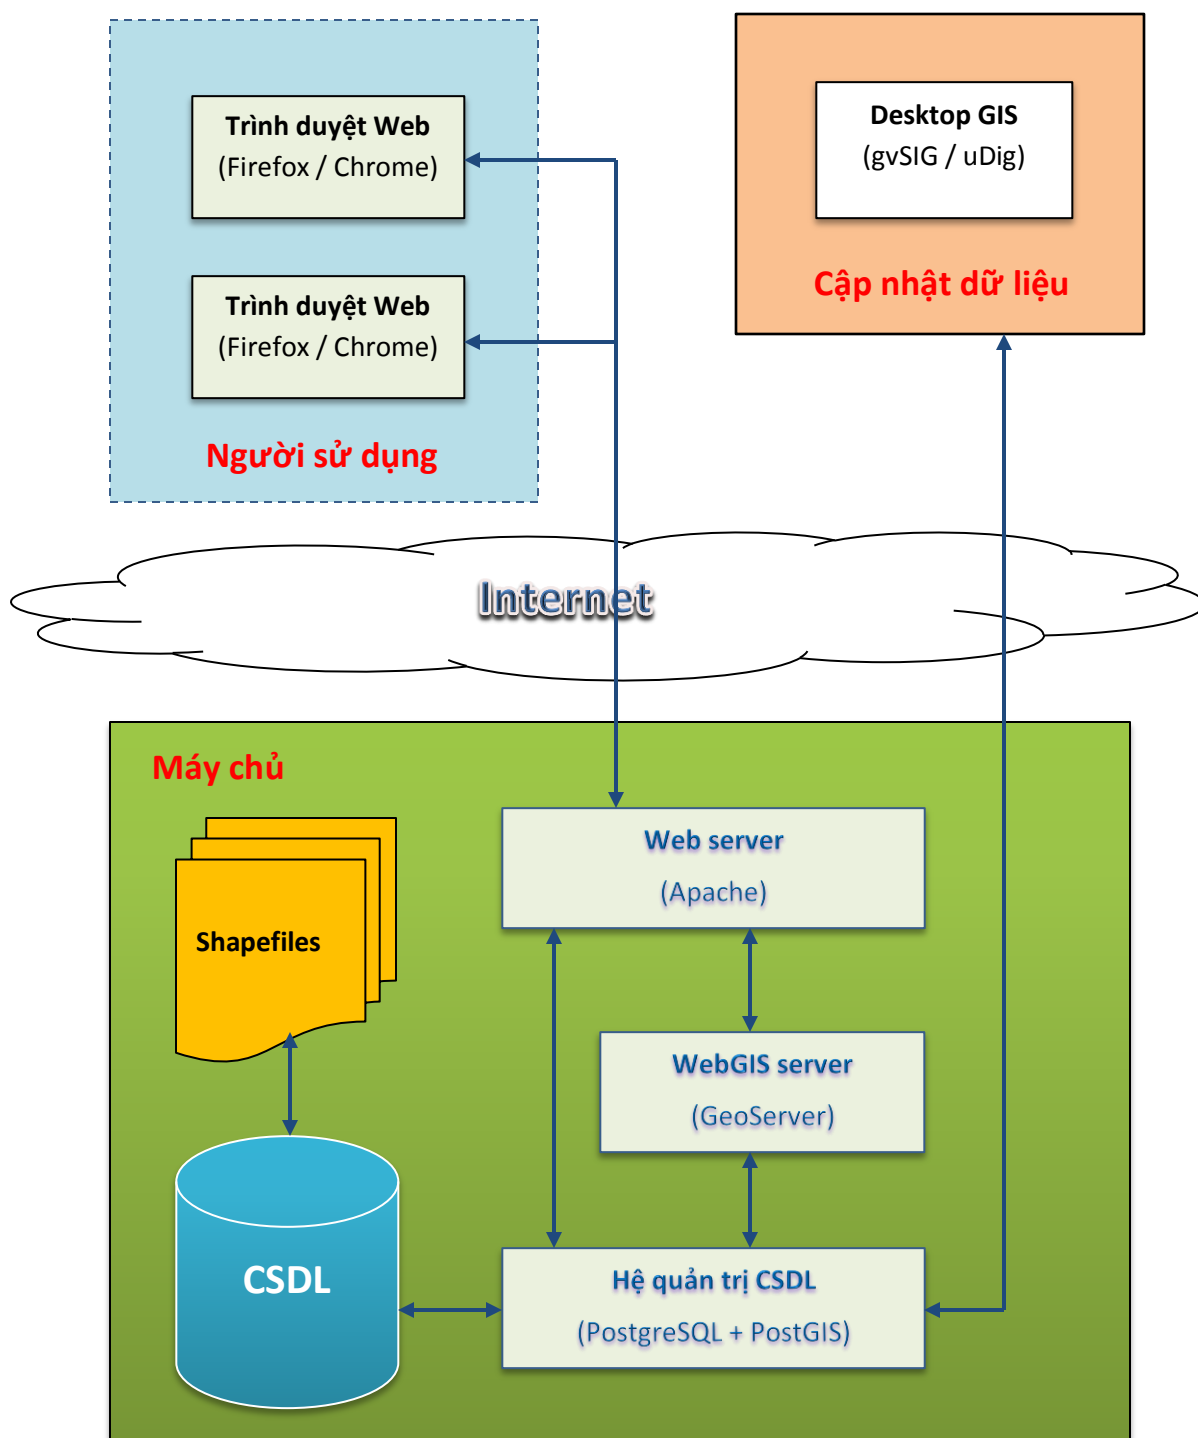 Trình duyệt Web
(Firefox / Chrome)
Trình duyệt Web
(Firefox / Chrome)
Người sử dụng
Desktop GIS
(gvSIG / uDig)
Cập nhật dữ liệu
Internet
Máy chủ
Shapefiles
Web server
(Apache)
WebGIS server
(GeoServer)
CSDL
Hệ quản trị CSDL
(PostgreSQL + PostGIS)